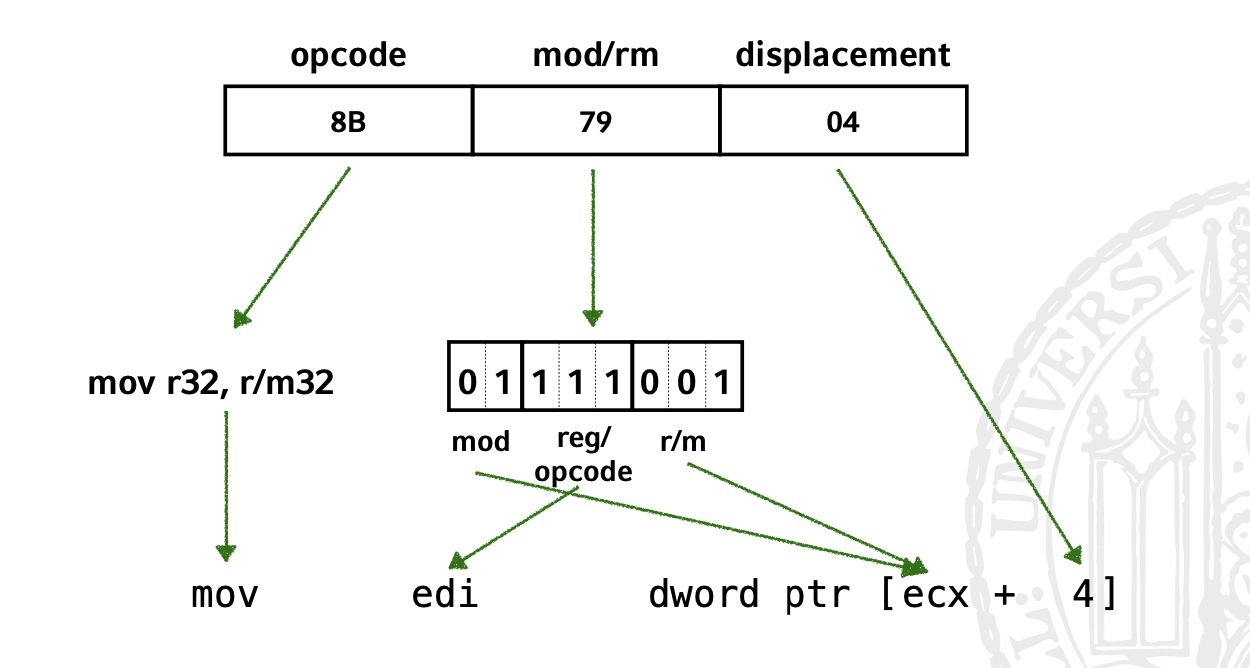 opcode mod/rm displacement
8B 79 04
mov r32, r/m32
0 1 1 1 1 0 0 1
mod reg/ r/m
opcode
mov edi dword ptr [ecx + 4]
UNIVERSI
L: